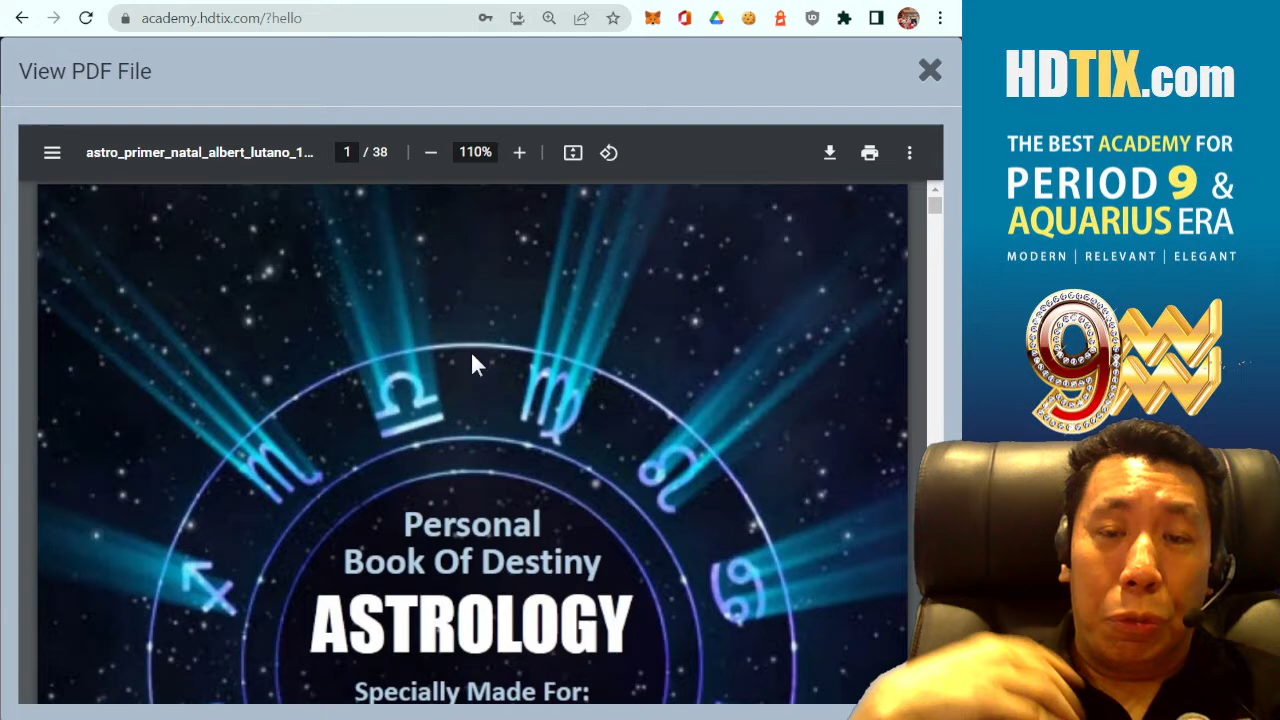 academy.hdtix.com/?hello
View PDF File
astro_primer_natal_albert_lutano_1...
1 / 38
110%
Personal
Book Of Destiny
ASTROLOGY
Specially Made For:
HDTIX.com
THE BEST ACADEMY FOR
PERIOD 9 &
AQUARIUS ERA
MODERN | RELEVANT | ELEGANT
9